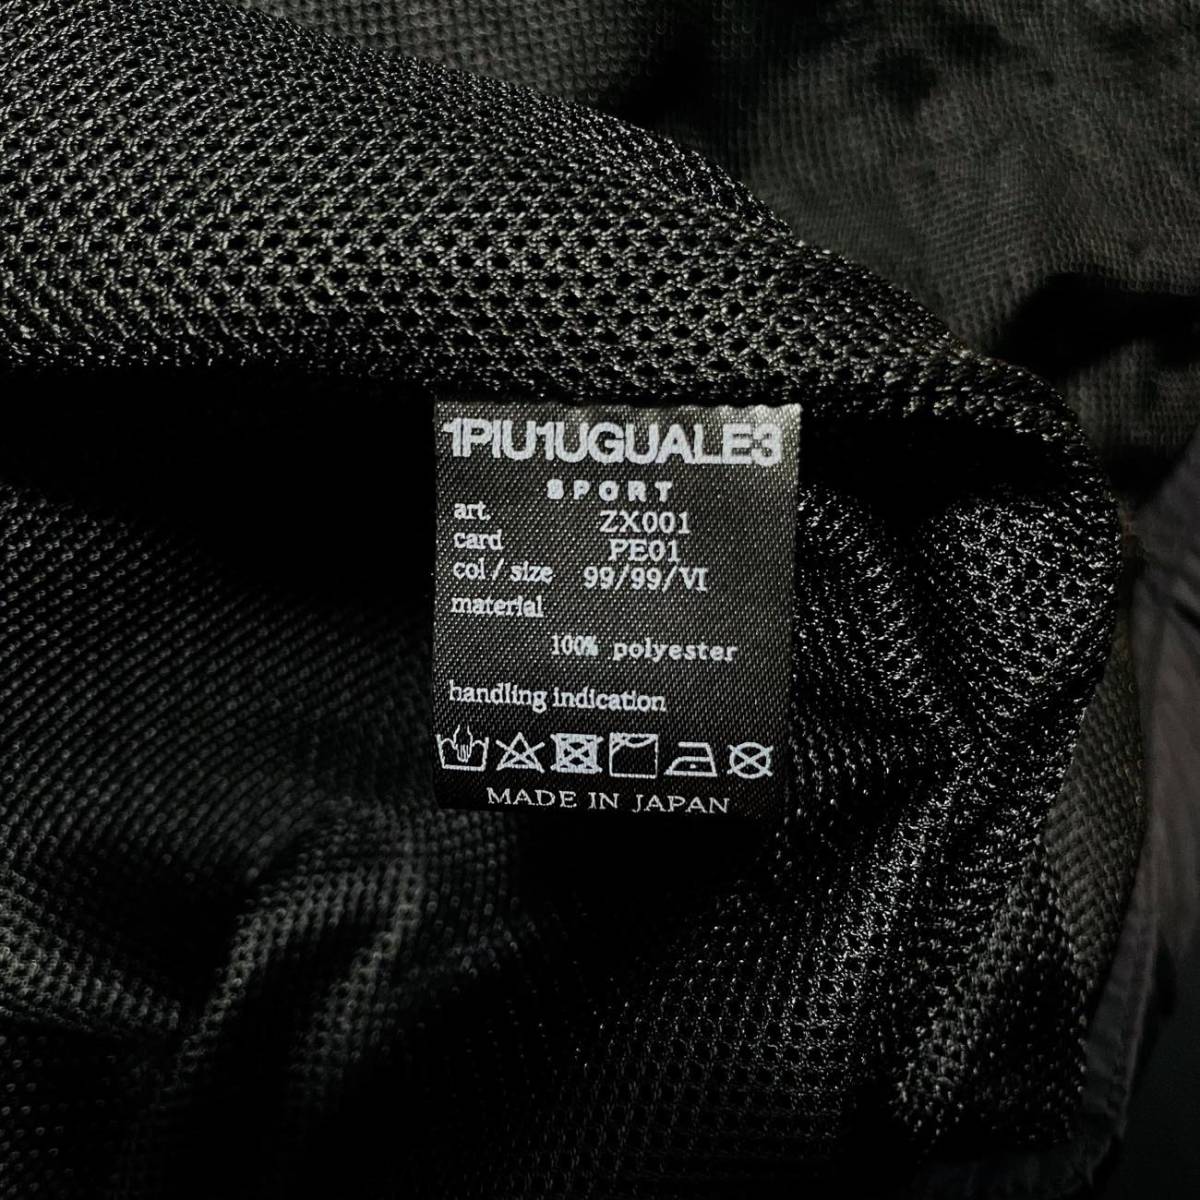 1PIU1UGUALE3
SPORT
art. ZX001
card PE01
col / size 99/99/VI
material
100% polyester
handling indication
MADE IN JAPAN